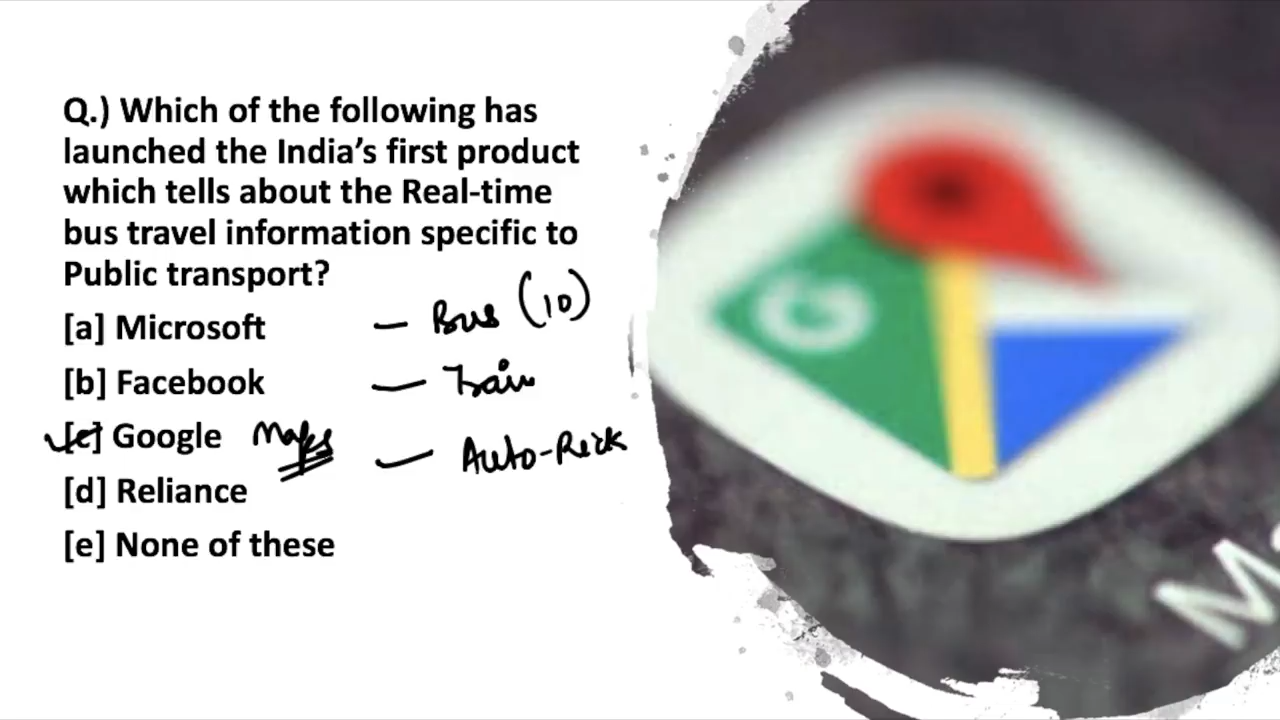 Q.) Which of the following has
launched the India's first product
which tells about the Real-time
bus travel information specific to
Public transport?
[a] Microsoft — Bus (10)
[b] Facebook — Train
[c] Google Maps — Auto-Rick
[d] Reliance
[e] None of these
G
M